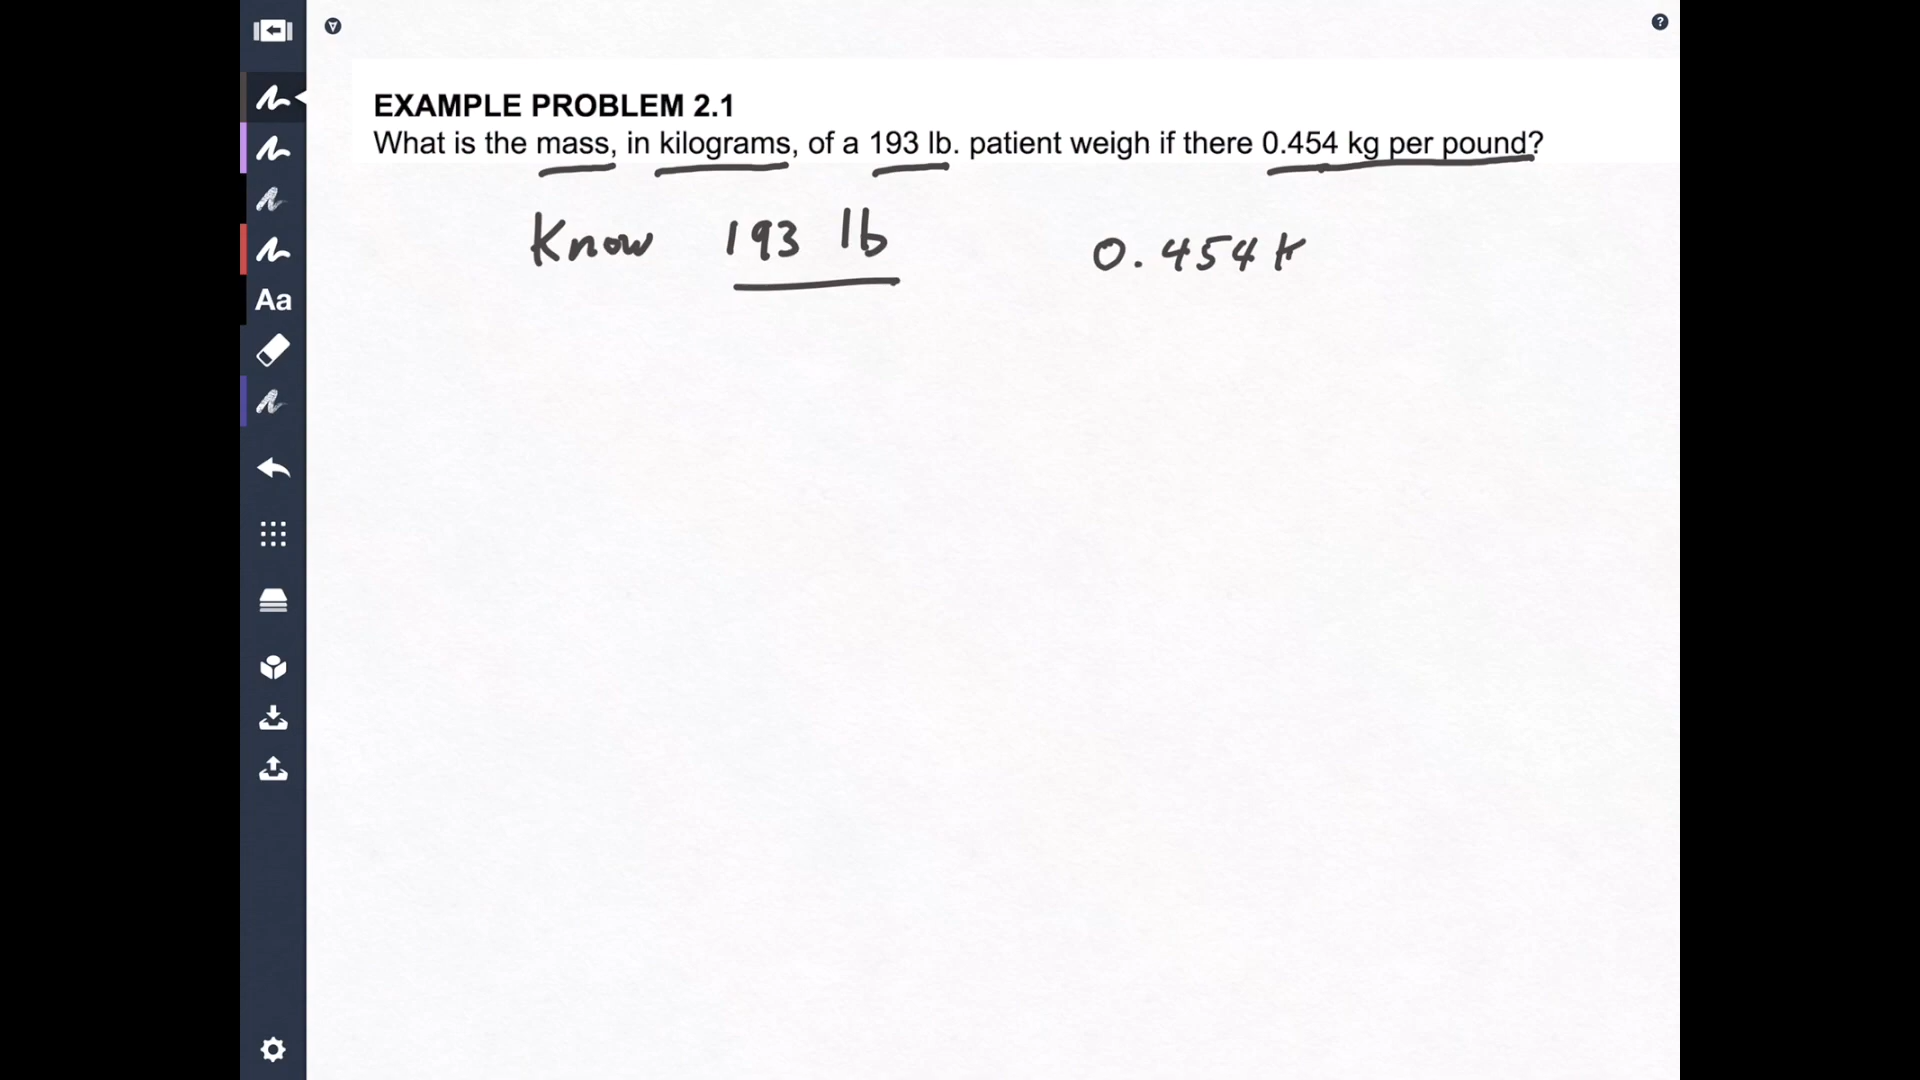 EXAMPLE PROBLEM 2.1
What is the mass, in kilograms, of a 193 lb. patient weigh if there 0.454 kg per pound?
Know 193 lb 0.454 k
Aa